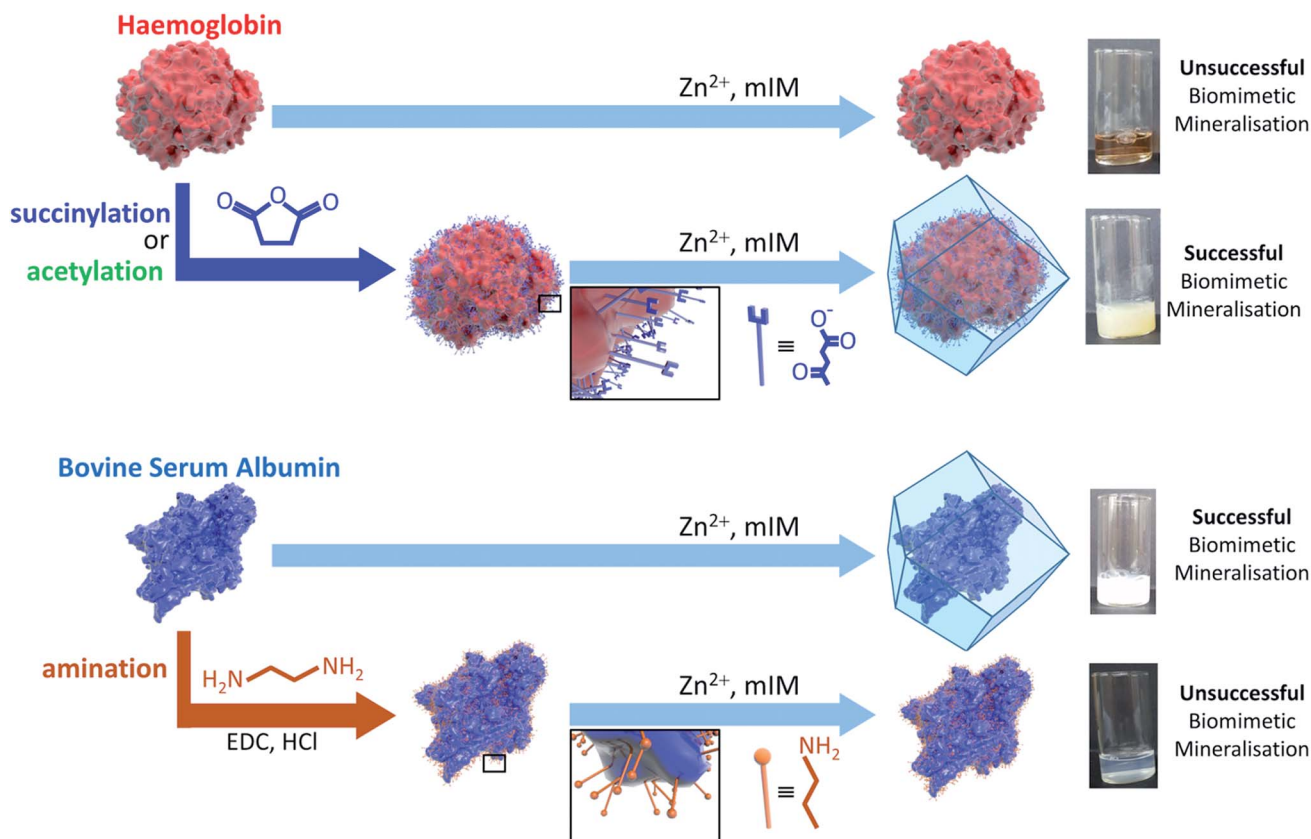 Haemoglobin
Zn²⁺, mIM
Unsuccessful
Biomimetic
Mineralisation
succinylation
or
acetylation
O O O
Zn²⁺, mIM
≡
O⁻
O
O
Successful
Biomimetic
Mineralisation
Bovine Serum Albumin
Zn²⁺, mIM
Successful
Biomimetic
Mineralisation
amination
H₂N NH₂
EDC, HCl
Zn²⁺, mIM
≡
NH₂
Unsuccessful
Biomimetic
Mineralisation